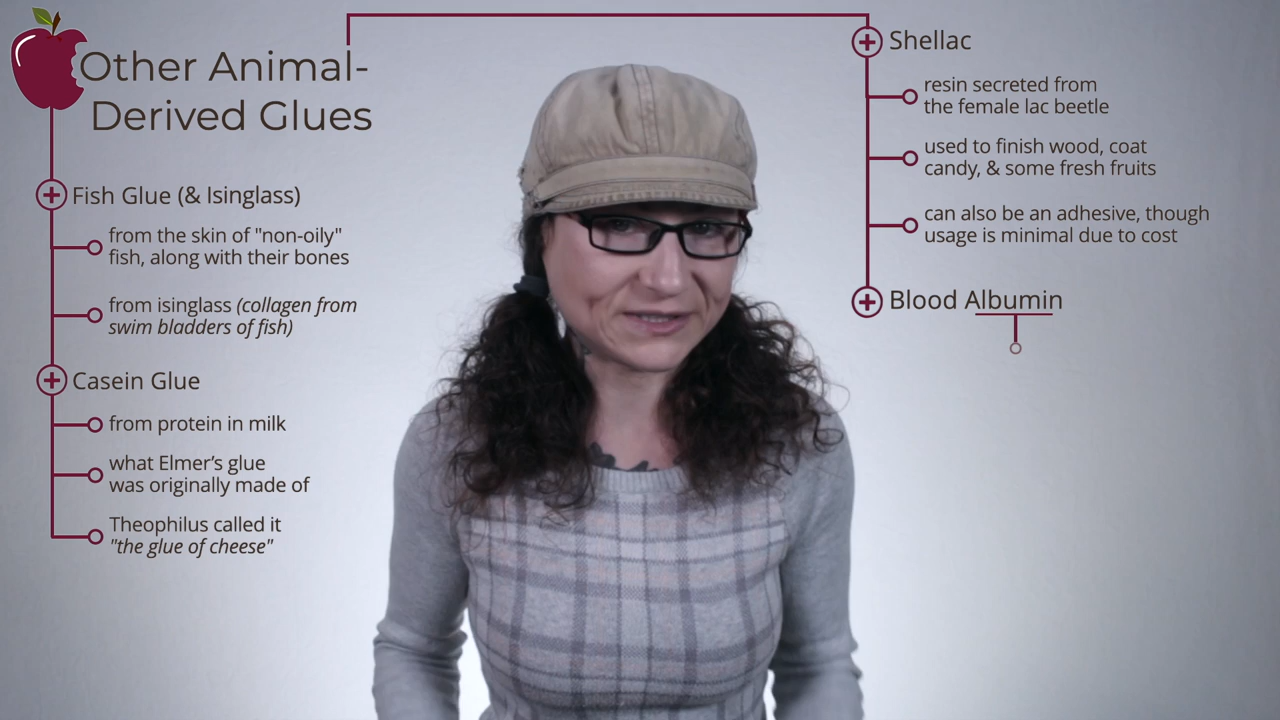 Other Animal-
Derived Glues
Fish Glue (& Isinglass)
from the skin of "non-oily"
fish, along with their bones
from isinglass (collagen from
swim bladders of fish)
Casein Glue
from protein in milk
what Elmer’s glue
was originally made of
Theophilus called it
"the glue of cheese"
Shellac
resin secreted from
the female lac beetle
used to finish wood, coat
candy, & some fresh fruits
can also be an adhesive, though
usage is minimal due to cost
Blood Albumin